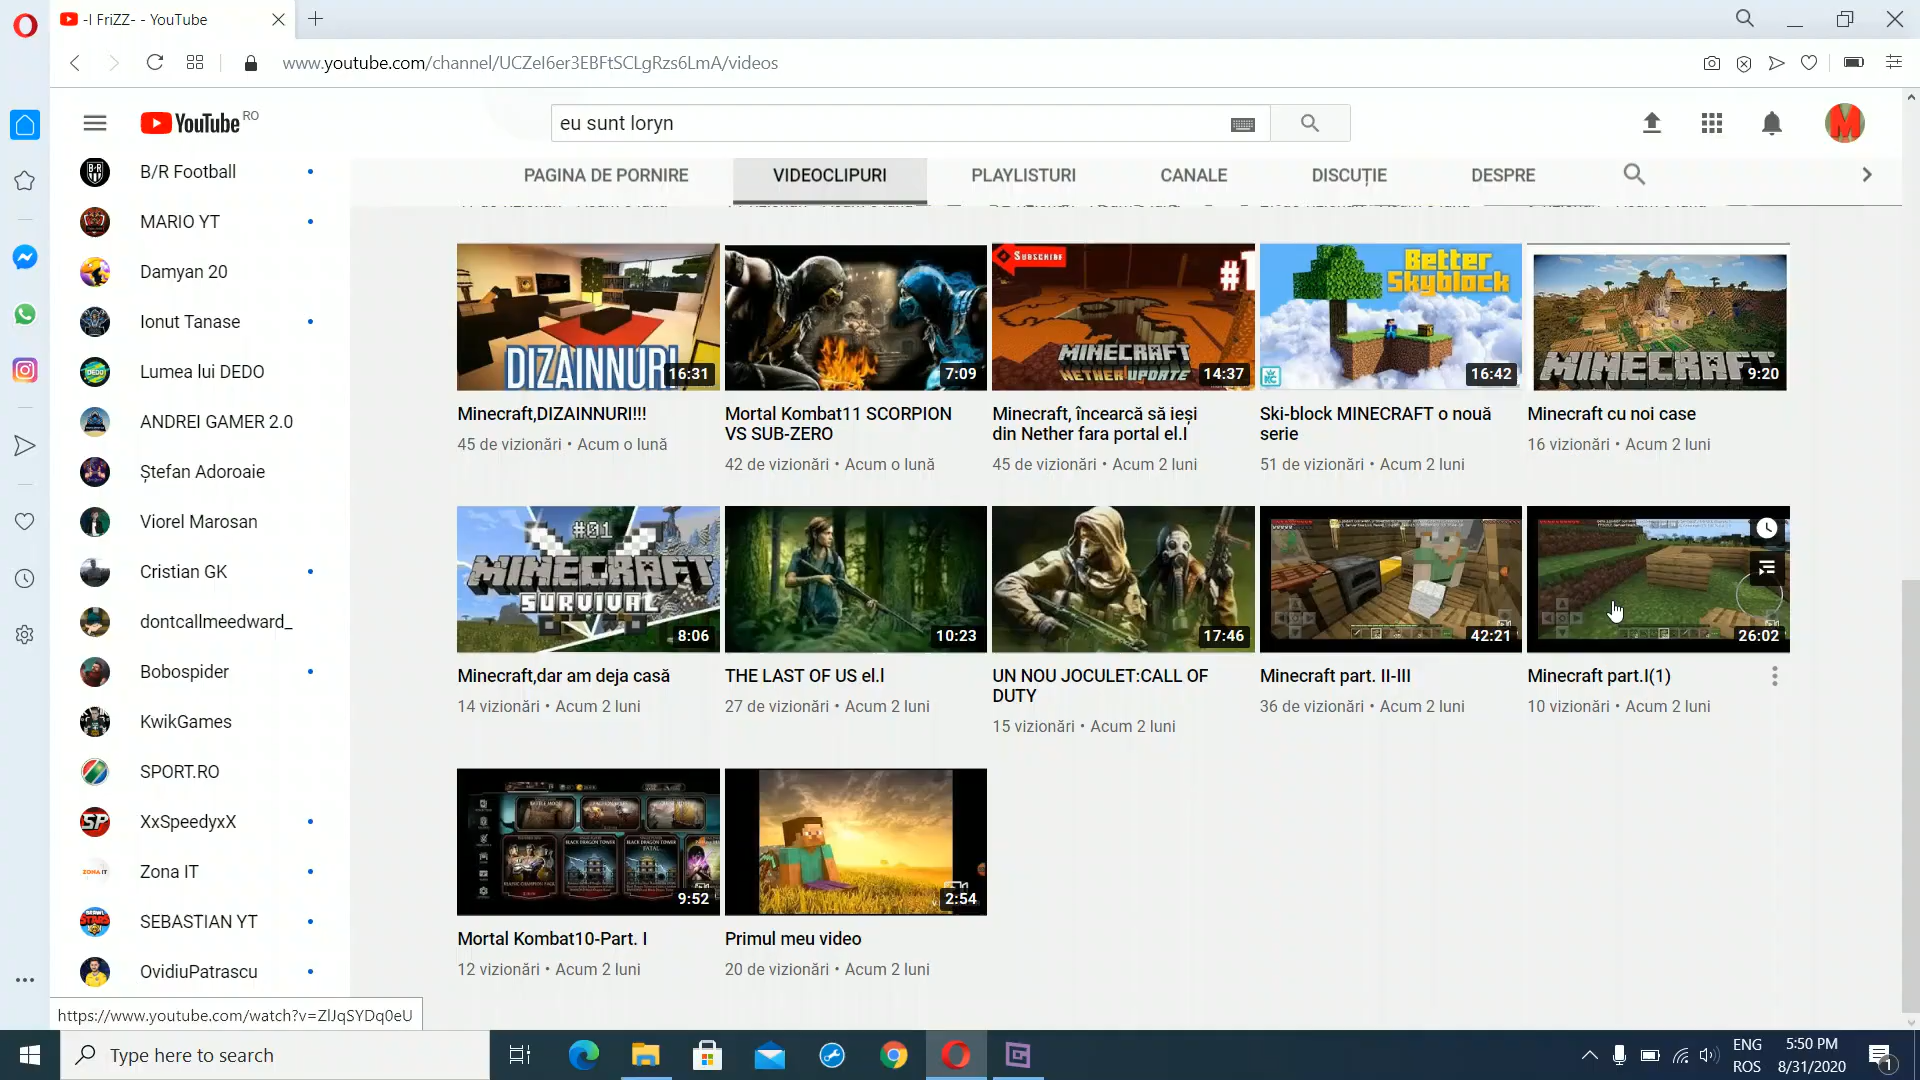 -I FriZZ- - YouTube
www.youtube.com/channel/UCZeI6er3EBFtSCLgRzs6LmA/videos
YouTube RO
eu sunt loryn
M
PAGINA DE PORNIRE
VIDEOCLIPURI
PLAYLISTURI
CANALE
DISCUȚIE
DESPRE
B/R Football
MARIO YT
Damyan 20
Ionut Tanase
Lumea lui DEDO
ANDREI GAMER 2.0
Ștefan Adoroaie
Viorel Marosan
Cristian GK
dontcallmeedward_
Bobospider
KwikGames
SPORT.RO
XxSpeedyxX
Zona IT
SEBASTIAN YT
OvidiuPatrascu
DIZAINNURI
16:31
Minecraft,DIZAINNURI!!!
45 de vizionări • Acum o lună
7:09
Mortal Kombat11 SCORPION
VS SUB-ZERO
42 de vizionări • Acum o lună
SUBSCRIBE
#1
MINECRAFT
NETHER UPDATE
14:37
Minecraft, încearcă să ieși
din Nether fara portal el.I
45 de vizionări • Acum 2 luni
Better
Skyblock
16:42
Ski-block MINECRAFT o nouă
serie
51 de vizionări • Acum 2 luni
MINECRAFT
9:20
Minecraft cu noi case
16 vizionări • Acum 2 luni
#01
MINECRAFT
SURVIVAL
8:06
Minecraft,dar am deja casă
14 vizionări • Acum 2 luni
10:23
THE LAST OF US el.I
27 de vizionări • Acum 2 luni
17:46
UN NOU JOCULET:CALL OF
DUTY
15 vizionări • Acum 2 luni
42:21
Minecraft part. II-III
36 de vizionări • Acum 2 luni
26:02
Minecraft part.I(1)
10 vizionări • Acum 2 luni
9:52
Mortal Kombat10-Part. I
12 vizionări • Acum 2 luni
2:54
Primul meu video
20 de vizionări • Acum 2 luni
https://www.youtube.com/watch?v=ZlJqSYDq0eU
Type here to search
ENG
ROS
5:50 PM
8/31/2020
1